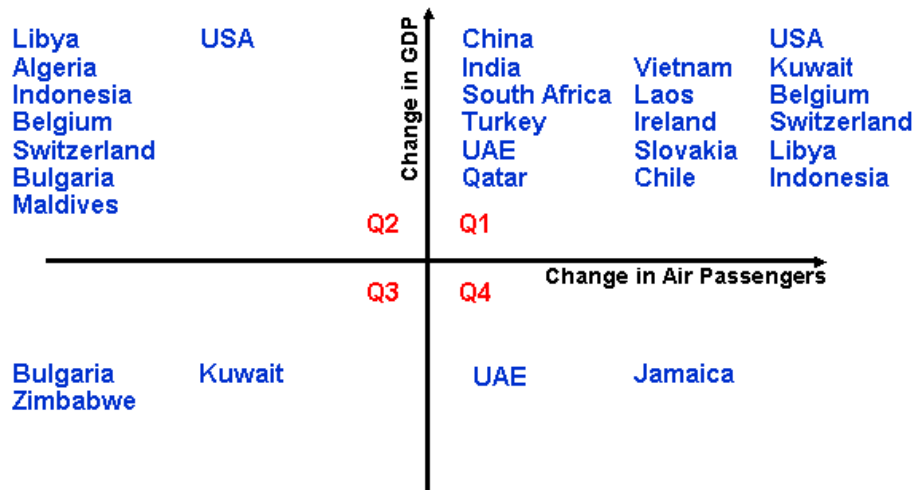 Libya USA
Algeria
Indonesia
Belgium
Switzerland
Bulgaria
Maldives
Change in GDP
China USA
India Vietnam Kuwait
South Africa Laos Belgium
Turkey Ireland Switzerland
UAE Slovakia Libya
Qatar Chile Indonesia
Q2 Q1
Change in Air Passengers
Q3 Q4
Bulgaria Kuwait UAE Jamaica
Zimbabwe